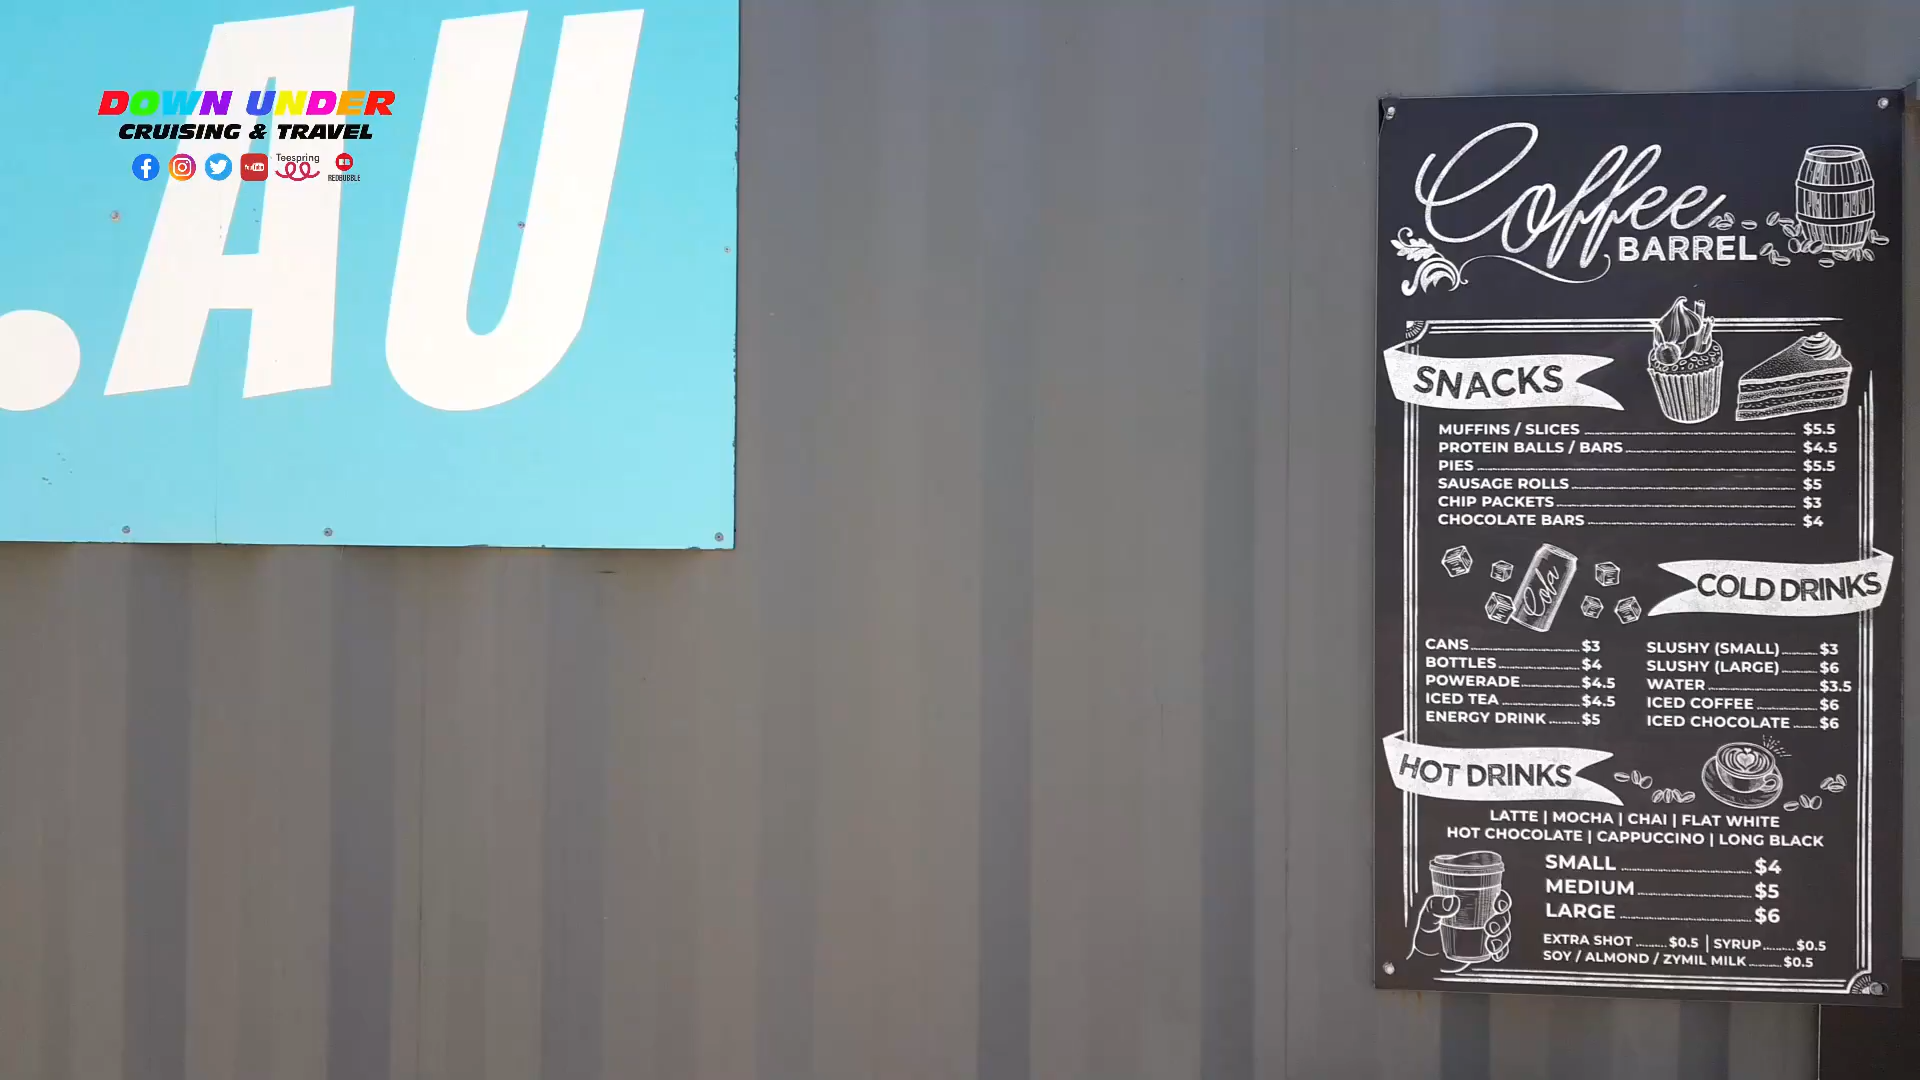 .AU
DOWN UNDER
CRUISING & TRAVEL
YouTube
Teespring
REDBUBBLE
Coffee
BARREL
SNACKS
MUFFINS / SLICES $5.5
PROTEIN BALLS / BARS $4.5
PIES $5.5
SAUSAGE ROLLS $5
CHIP PACKETS $3
CHOCOLATE BARS $4
Cola
COLD DRINKS
CANS $3
BOTTLES $4
POWERADE $4.5
ICED TEA $4.5
ENERGY DRINK $5
SLUSHY (SMALL) $3
SLUSHY (LARGE) $6
WATER $3.5
ICED COFFEE $6
ICED CHOCOLATE $6
HOT DRINKS
LATTE | MOCHA | CHAI | FLAT WHITE
HOT CHOCOLATE | CAPPUCCINO | LONG BLACK
SMALL $4
MEDIUM $5
LARGE $6
EXTRA SHOT $0.5 | SYRUP $0.5
SOY / ALMOND / ZYMIL MILK $0.5